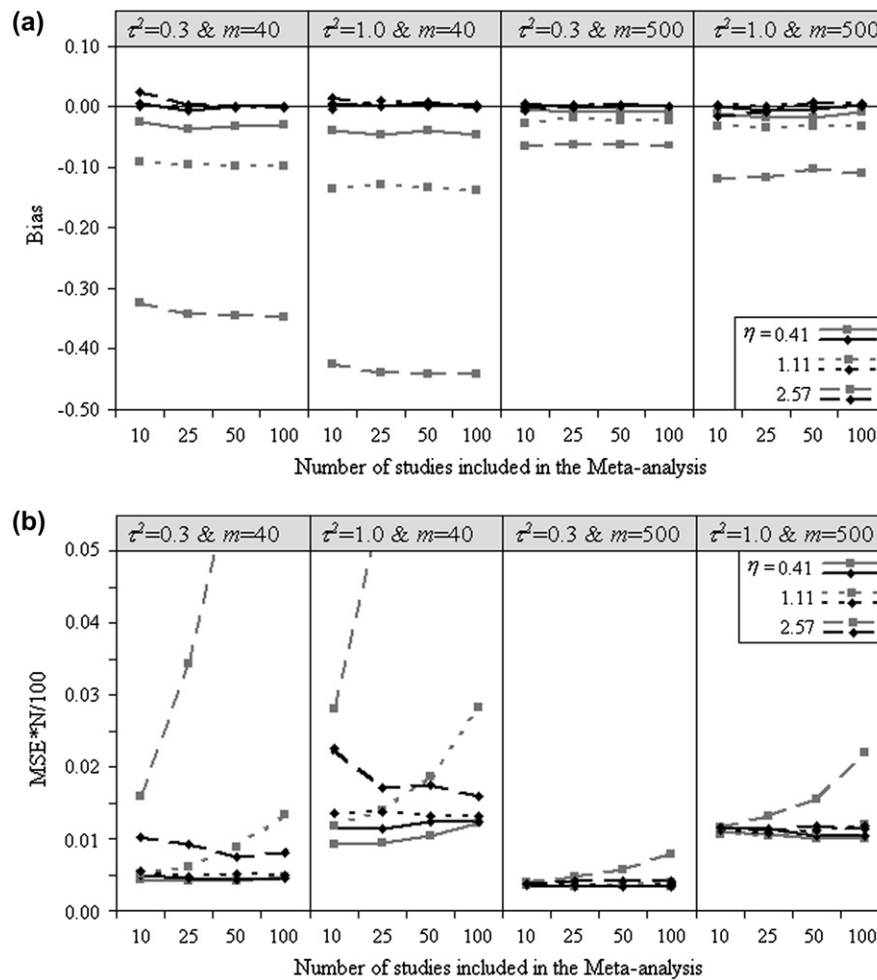 (a)
τ²=0.3 & m=40 τ²=1.0 & m=40 τ²=0.3 & m=500 τ²=1.0 & m=500
0.10
0.00
-0.10
-0.20
-0.30
-0.40
-0.50
Bias
η = 0.41
1.11
2.57
10 25 50 100 10 25 50 100 10 25 50 100 10 25 50 100
Number of studies included in the Meta-analysis
(b)
τ²=0.3 & m=40 τ²=1.0 & m=40 τ²=0.3 & m=500 τ²=1.0 & m=500
0.05
0.04
0.03
0.02
0.01
0.00
MSE*N/100
η = 0.41
1.11
2.57
10 25 50 100 10 25 50 100 10 25 50 100 10 25 50 100
Number of studies included in the Meta-analysis